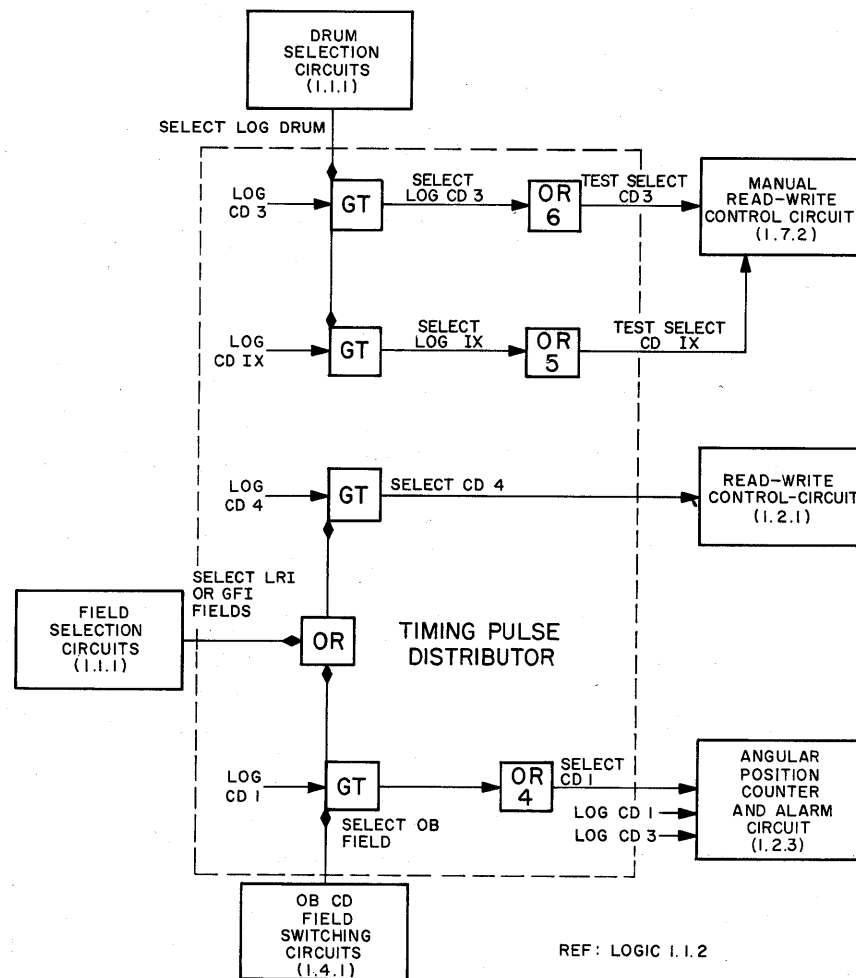 DRUM
SELECTION
CIRCUITS
(1.1.1)
SELECT LOG DRUM
LOG
CD 3
GT
SELECT
LOG CD 3
OR
6
TEST SELECT
CD 3
MANUAL
READ-WRITE
CONTROL CIRCUIT
(1.7.2)
LOG
CD IX
GT
SELECT
LOG IX
OR
5
TEST SELECT
CD IX
LOG
CD 4
GT
SELECT CD 4
READ-WRITE
CONTROL-CIRCUIT
(1.2.1)
SELECT LRI
OR GFI
FIELDS
FIELD
SELECTION
CIRCUITS
(1.1.1)
OR
TIMING PULSE
DISTRIBUTOR
LOG
CD 1
GT
OR
4
SELECT
CD 1
SELECT OB
FIELD
LOG CD 1
LOG CD 3
ANGULAR
POSITION
COUNTER
AND ALARM
CIRCUIT
(1.2.3)
OB CD
FIELD
SWITCHING
CIRCUITS
(1.4.1)
REF: LOGIC 1.1.2